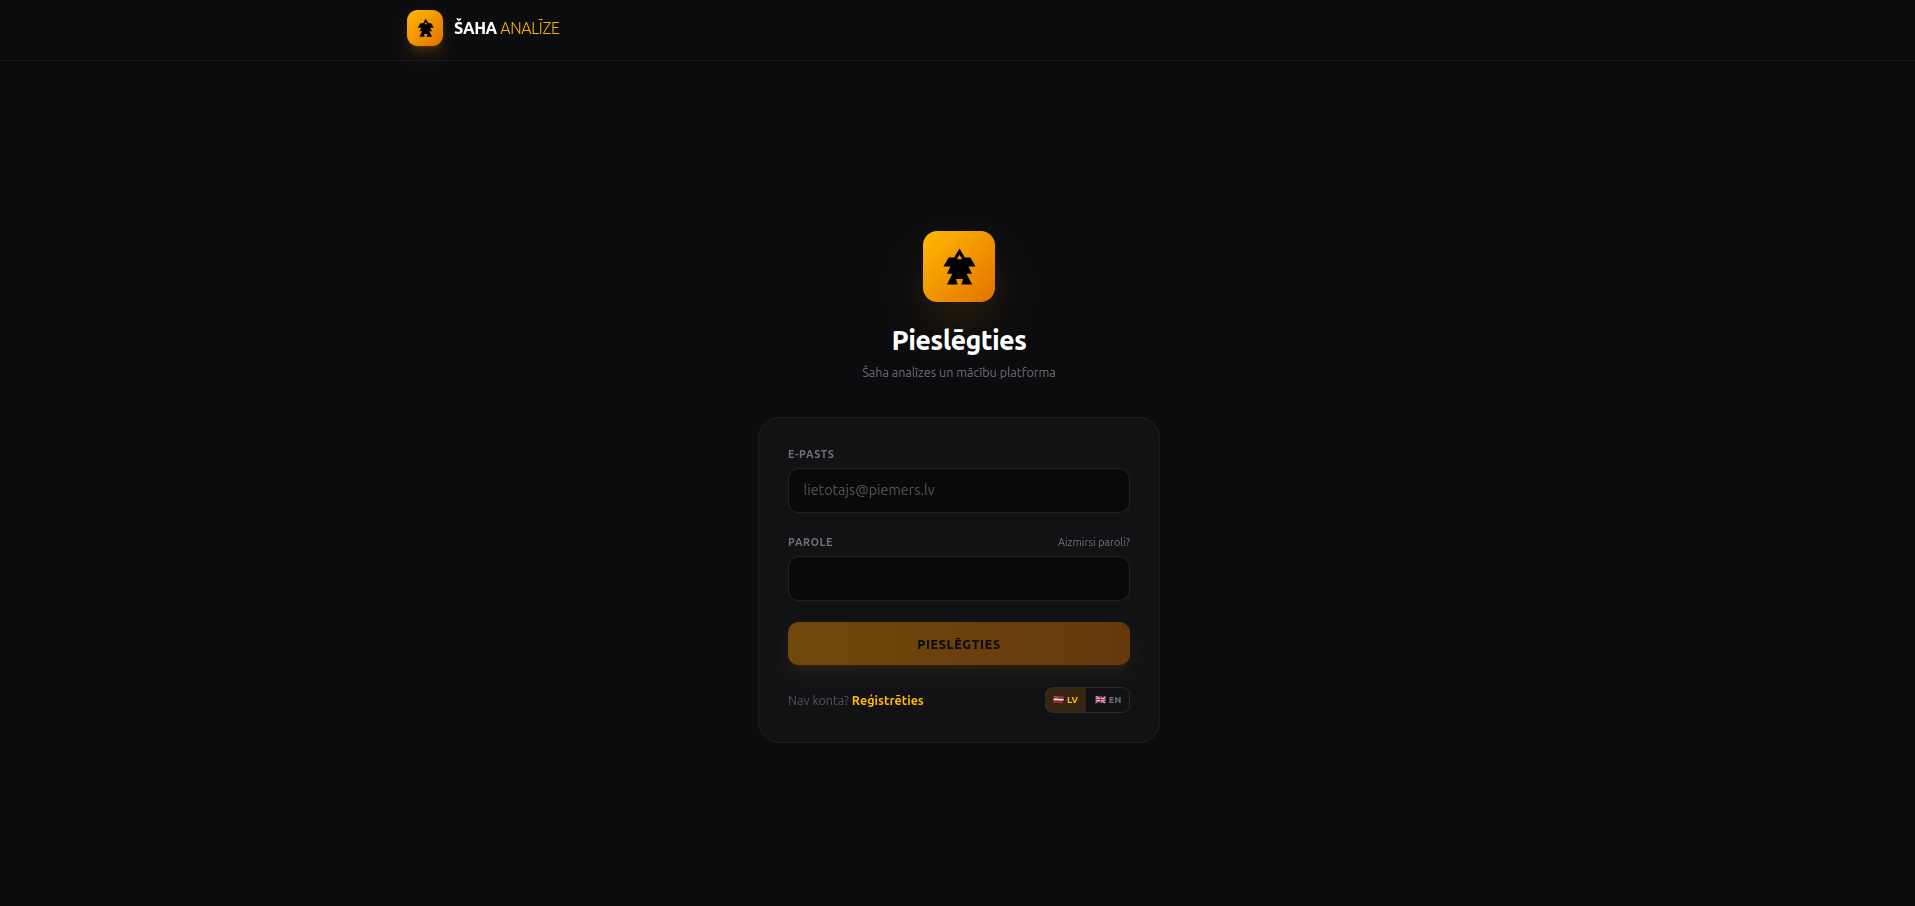 ŠAHA ANALĪZE
Pieslēgties
Šaha analīzes un mācību platforma
E-PASTS
lietotajs@piemers.lv
PAROLE
Aizmirsi paroli?
PIESLĒGTIES
Nav konta? Reģistrēties
LV
EN